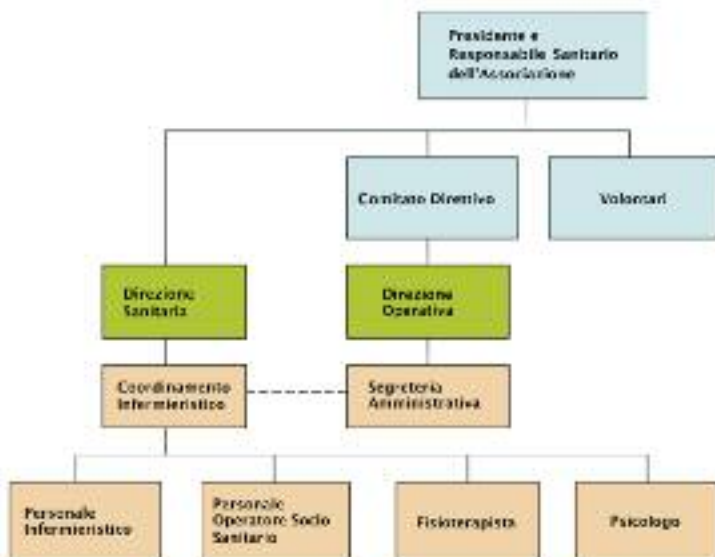 Presidente e
Responsabile Sanitario
dell'Associazione
Comitato Direttivo
Volontari
Direzione
Sanitaria
Direzione
Operativa
Coordinamento
Infermieristico
Segreteria
Amministrativa
Personale
Infermieristico
Personale
Operatore Socio
Sanitario
Fisioterapista
Psicologo